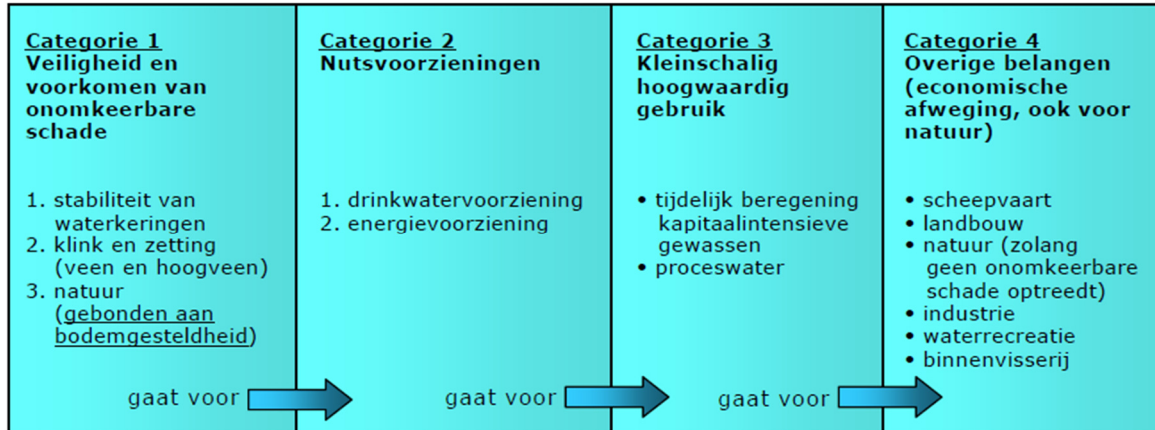 Categorie 1
Veiligheid en
voorkomen van
onomkeerbare
schade
1. stabiliteit van
waterkeringen
2. klink en zetting
(veen en hoogveen)
3. natuur
(gebonden aan
bodemgesteldheid)
gaat voor
Categorie 2
Nutsvoorzieningen
1. drinkwatervoorziening
2. energievoorziening
gaat voor
Categorie 3
Kleinschalig
hoogwaardig
gebruik
• tijdelijk beregening
kapitaalintensieve
gewassen
• proceswater
gaat voor
Categorie 4
Overige belangen
(economische
afweging, ook voor
natuur)
• scheepvaart
• landbouw
• natuur (zolang
geen onomkeerbare
schade optreedt)
• industrie
• waterrecreatie
• binnenvisserij